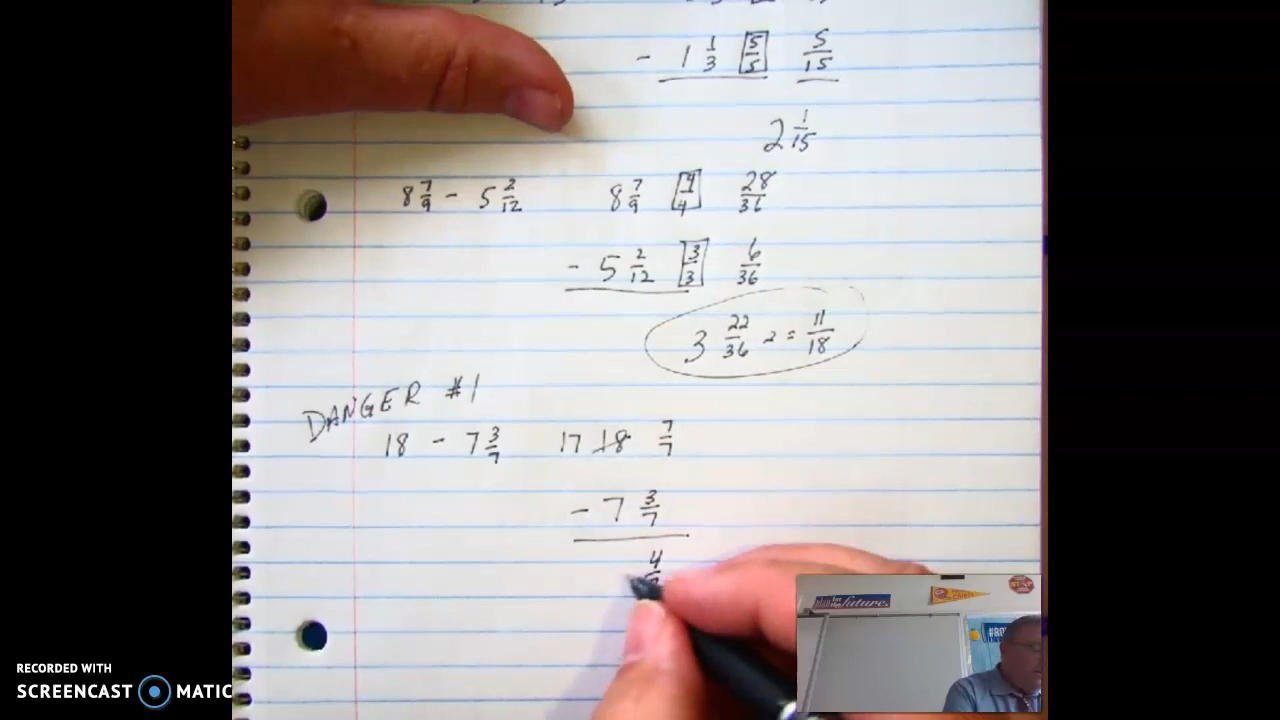 - 1 1/3 [5/5] 5/15
2 1/15
8 7/9 - 5 2/12 8 7/9 [4/4] 28/36
- 5 2/12 [3/3] 6/36
3 22/36 = 11/18
DANGER #1
18 - 7 3/7 17 18 7/7
- 7 3/7
4
RECORDED WITH
SCREENCAST MATIC
future